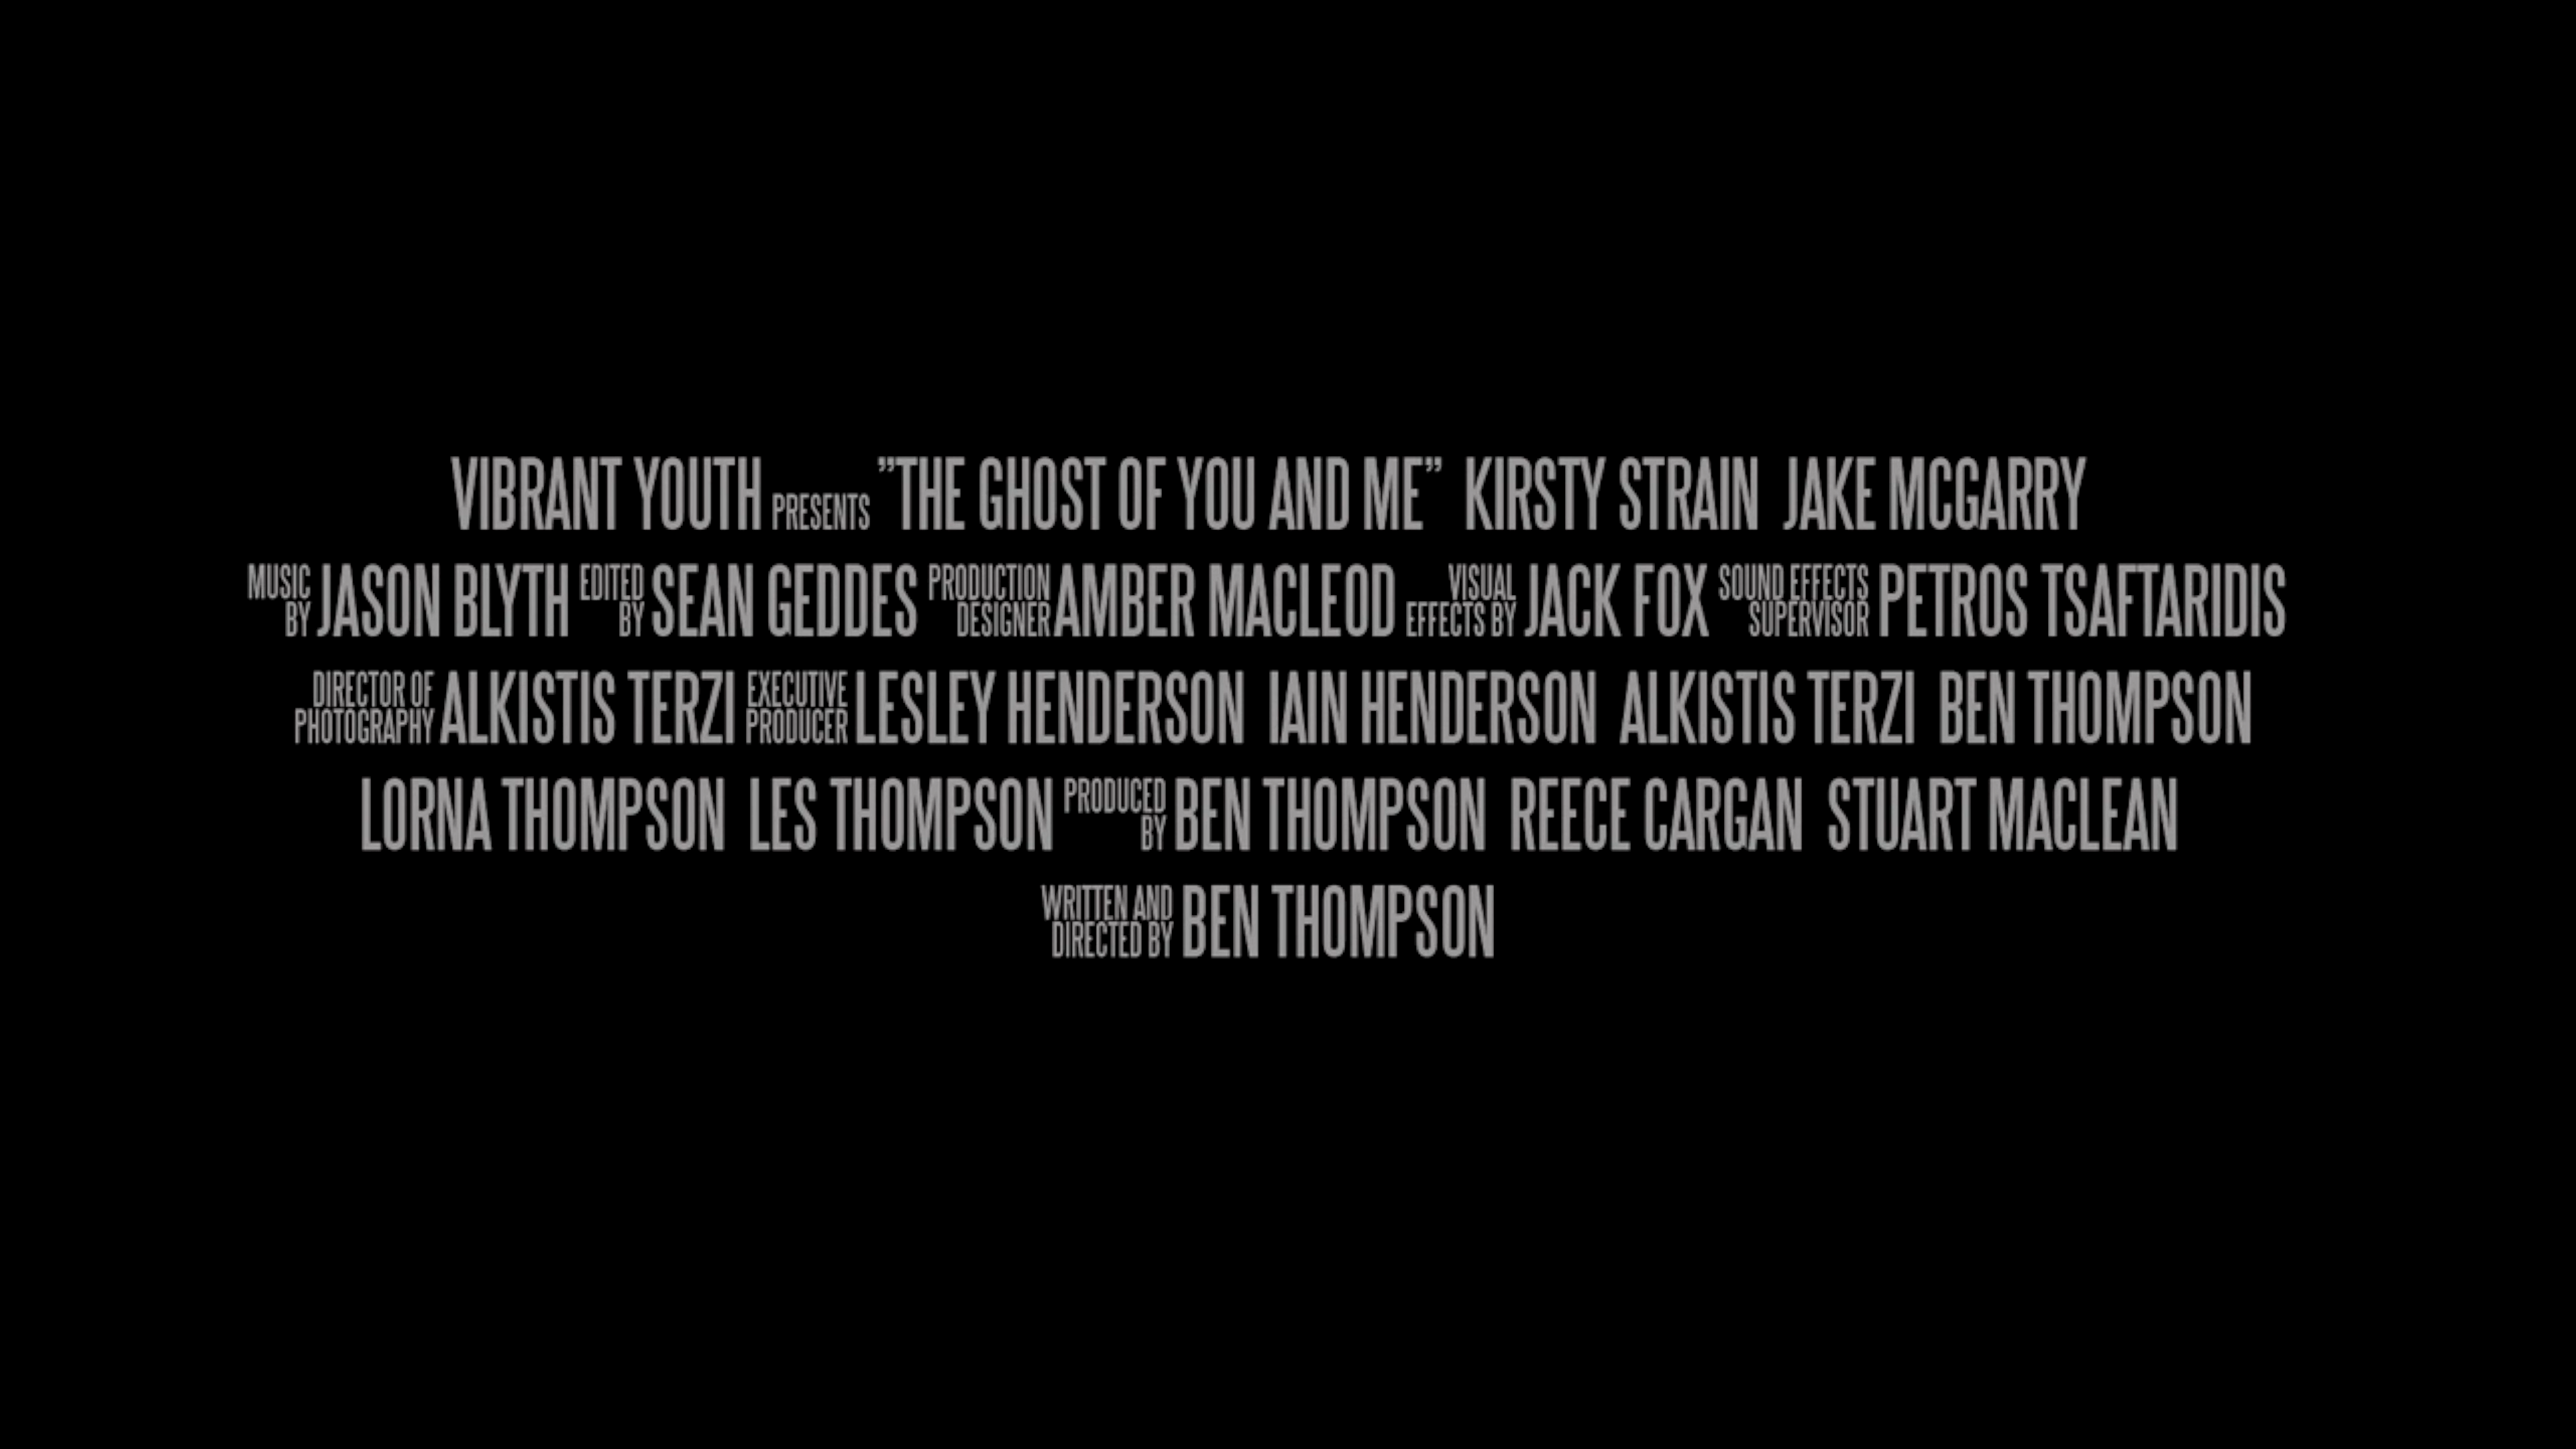 VIBRANT YOUTH PRESENTS "THE GHOST OF YOU AND ME" KIRSTY STRAIN JAKE MCGARRY
MUSIC BY JASON BLYTH EDITED BY SEAN GEDDES PRODUCTION DESIGNER AMBER MACLEOD VISUAL EFFECTS BY JACK FOX SOUND EFFECTS SUPERVISOR PETROS TSAFTARIDIS
DIRECTOR OF PHOTOGRAPHY ALKISTIS TERZI EXECUTIVE PRODUCER LESLEY HENDERSON IAIN HENDERSON ALKISTIS TERZI BEN THOMPSON
LORNA THOMPSON LES THOMPSON PRODUCED BY BEN THOMPSON REECE CARGAN STUART MACLEAN
WRITTEN AND DIRECTED BY BEN THOMPSON